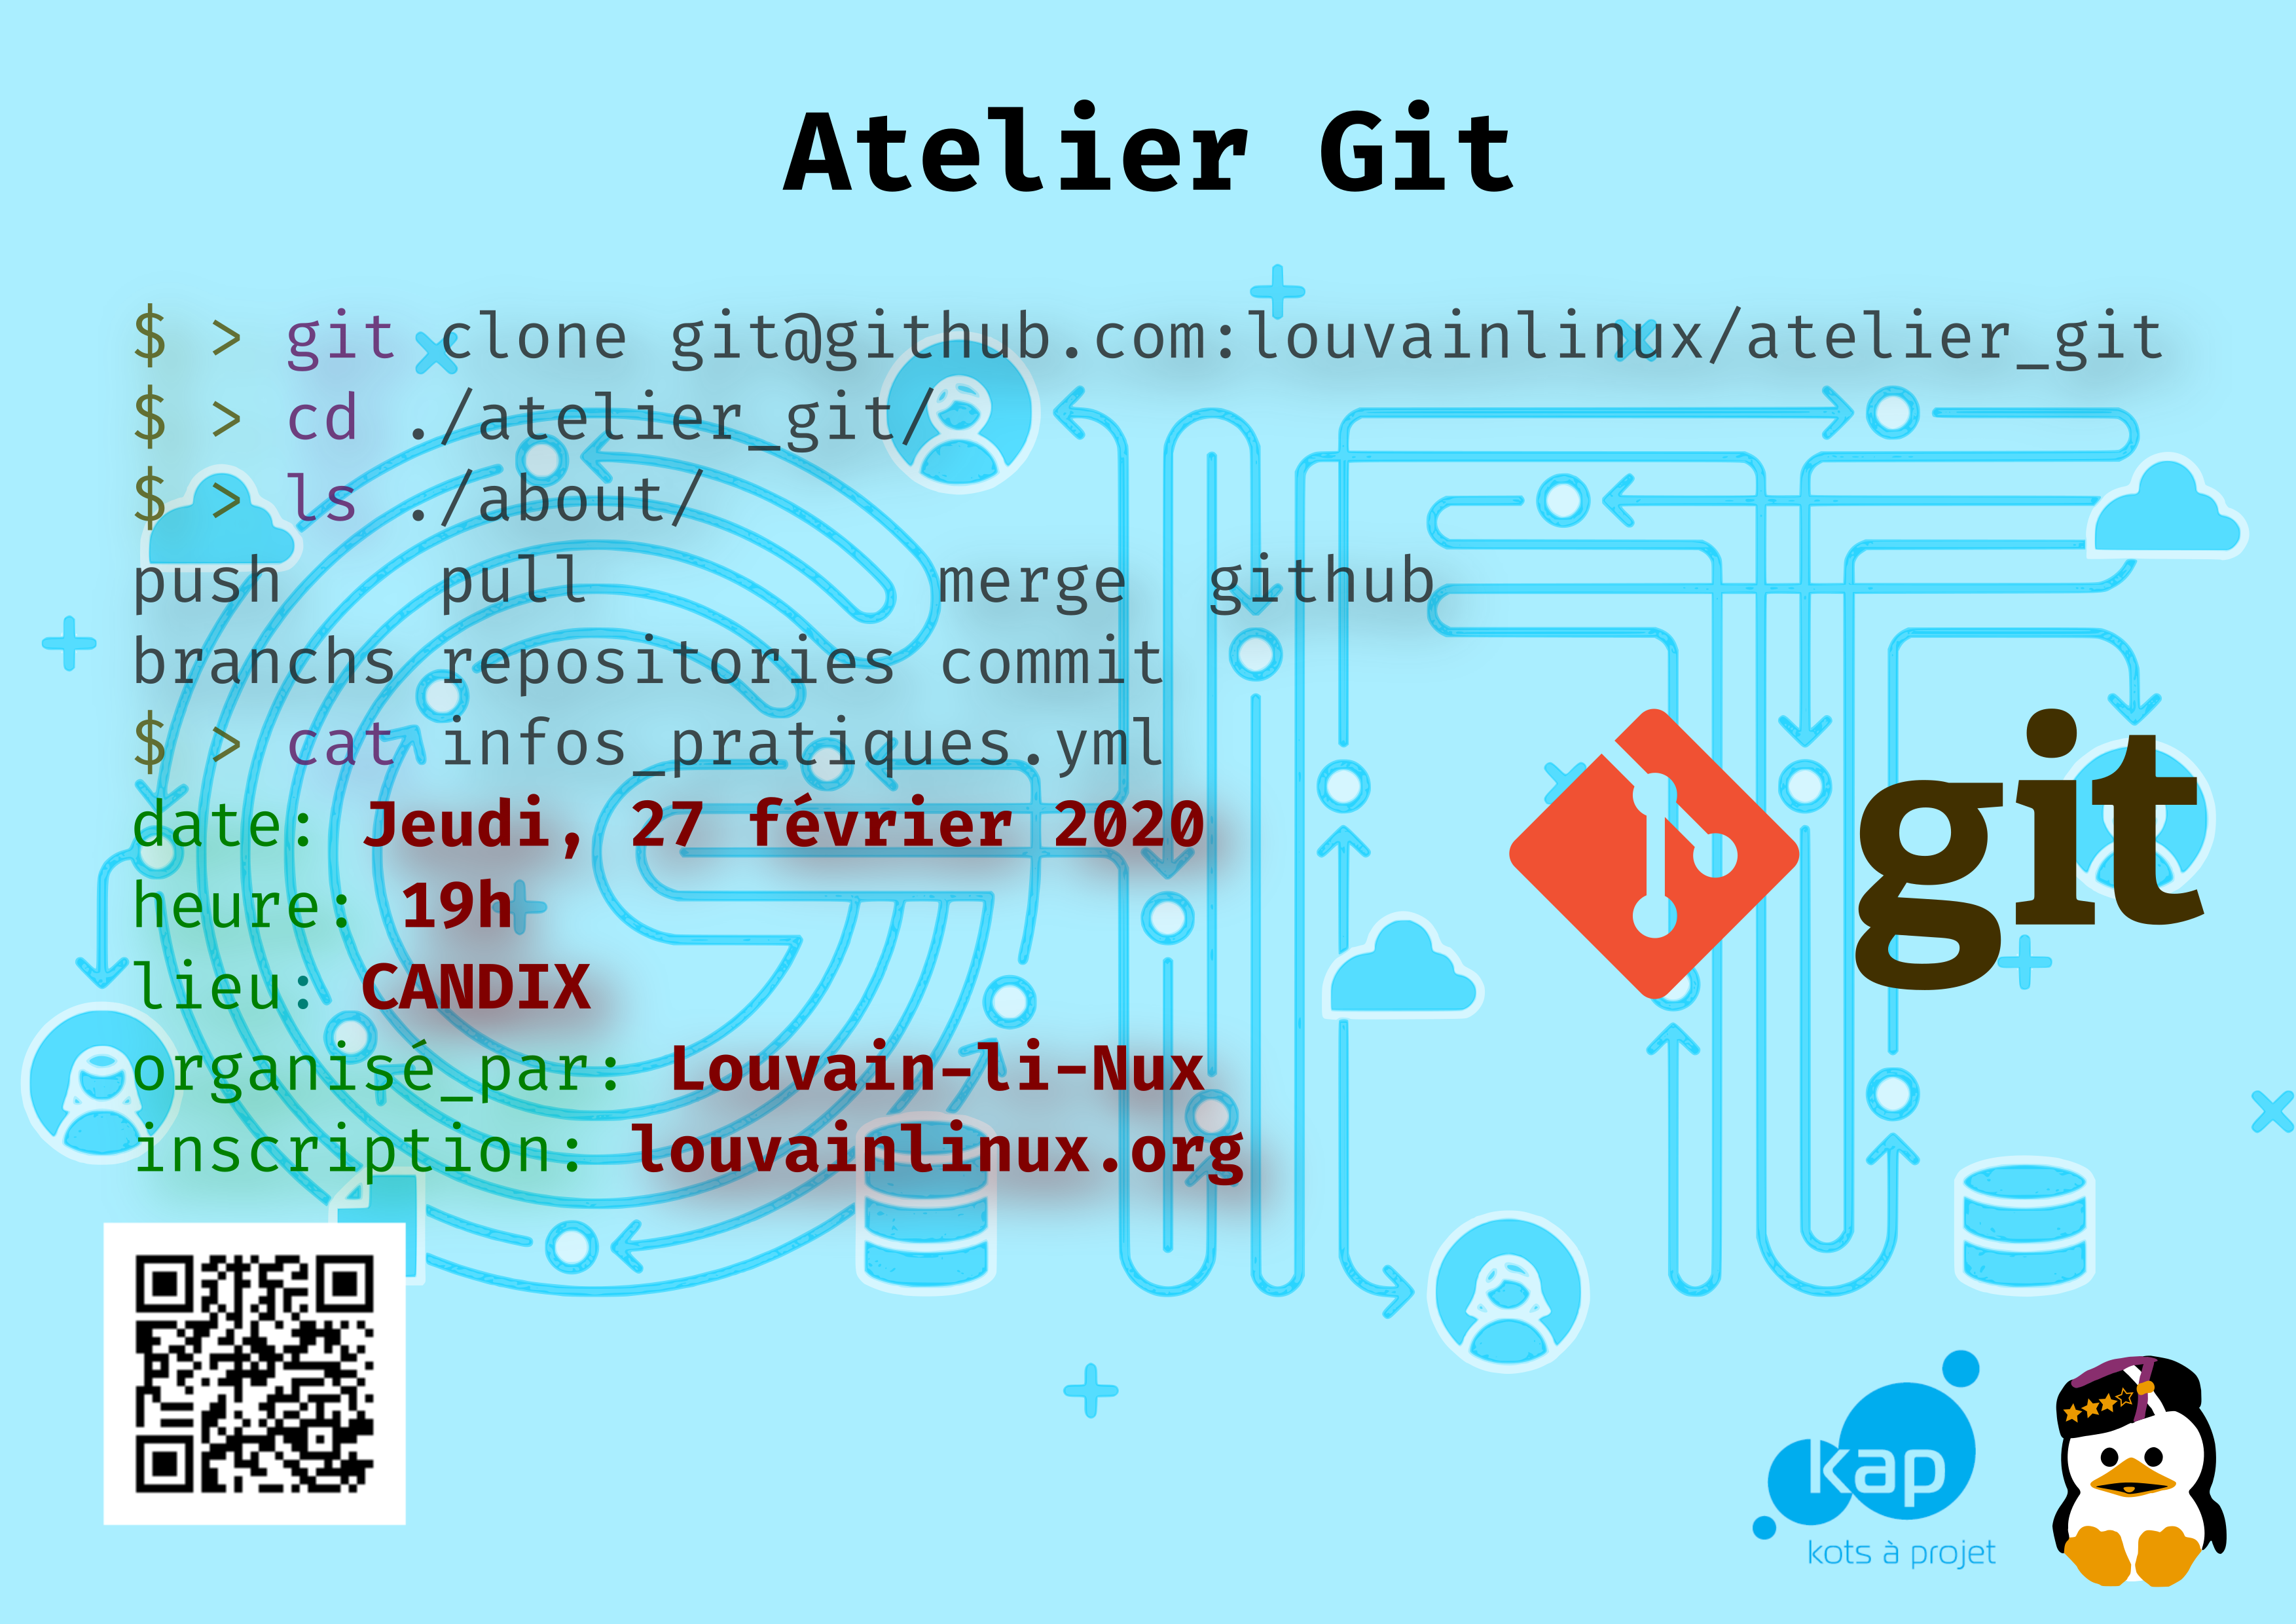 Atelier Git
$ > git clone git@github.com:louvainlinux/atelier_git
$ > cd ./atelier_git/
$ > ls ./about/
push pull merge github
branchs repositories commit
$ > cat infos_pratiques.yml
date: Jeudi, 27 février 2020
heure: 19h
lieu: CANDIX
organisé_par: Louvain-li-Nux
inscription: louvainlinux.org
git
kap
kots à projet